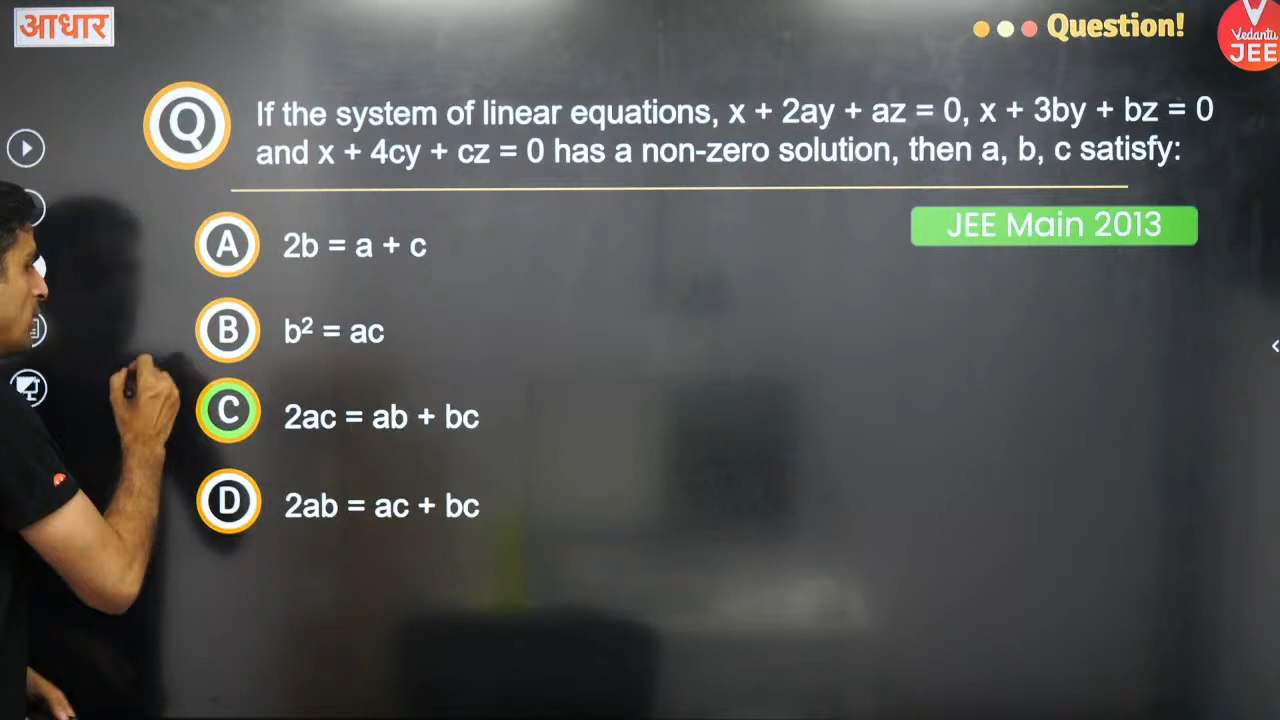 आधार
Question!
Vedantu
JEE
Q
If the system of linear equations, x + 2ay + az = 0, x + 3by + bz = 0
and x + 4cy + cz = 0 has a non-zero solution, then a, b, c satisfy:
JEE Main 2013
A 2b = a + c
B b² = ac
C 2ac = ab + bc
D 2ab = ac + bc